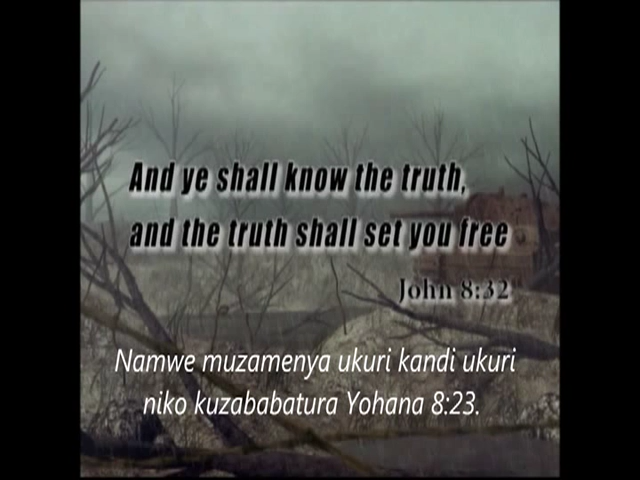 And ye shall know the truth,
and the truth shall set you free
John 8:32
Namwe muzamenya ukuri kandi ukuri
niko kuzababatura Yohana 8:23.